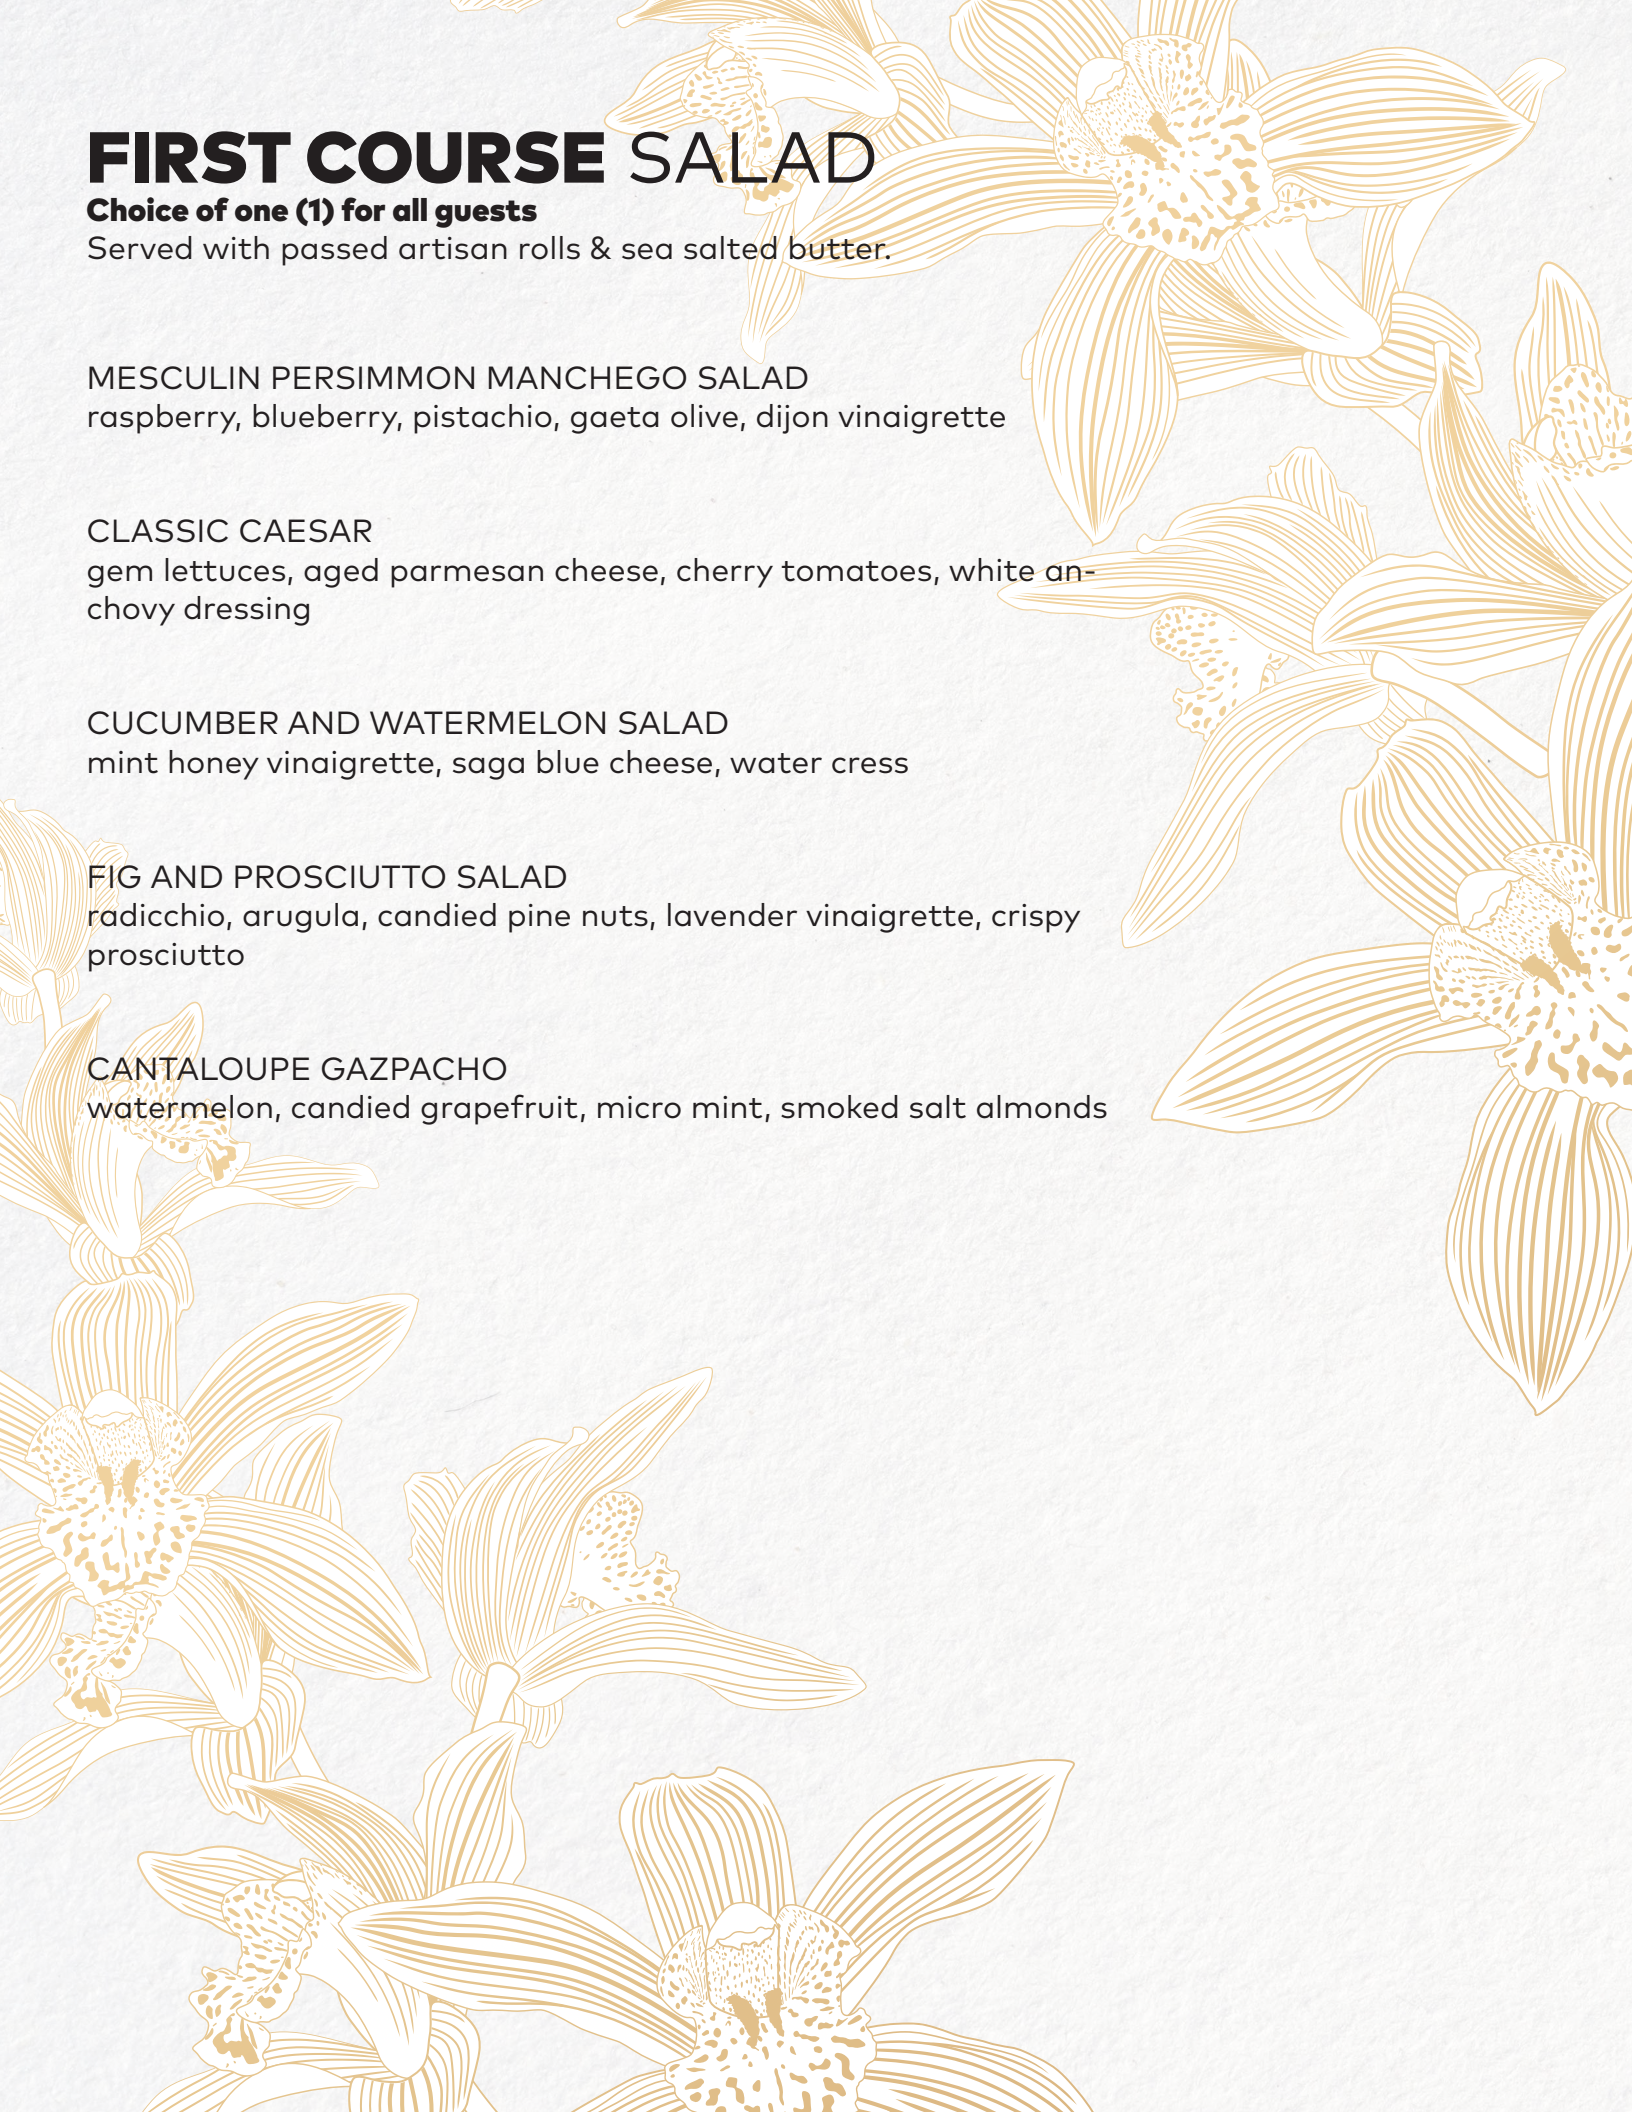 FIRST COURSE SALAD
Choice of one (1) for all guests
Served with passed artisan rolls & sea salted butter.
MESCULIN PERSIMMON MANCHEGO SALAD
raspberry, blueberry, pistachio, gaeta olive, dijon vinaigrette
CLASSIC CAESAR
gem lettuces, aged parmesan cheese, cherry tomatoes, white an-
chovy dressing
CUCUMBER AND WATERMELON SALAD
mint honey vinaigrette, saga blue cheese, water cress
FIG AND PROSCIUTTO SALAD
radicchio, arugula, candied pine nuts, lavender vinaigrette, crispy
prosciutto
CANTALOUPE GAZPACHO
watermelon, candied grapefruit, micro mint, smoked salt almonds